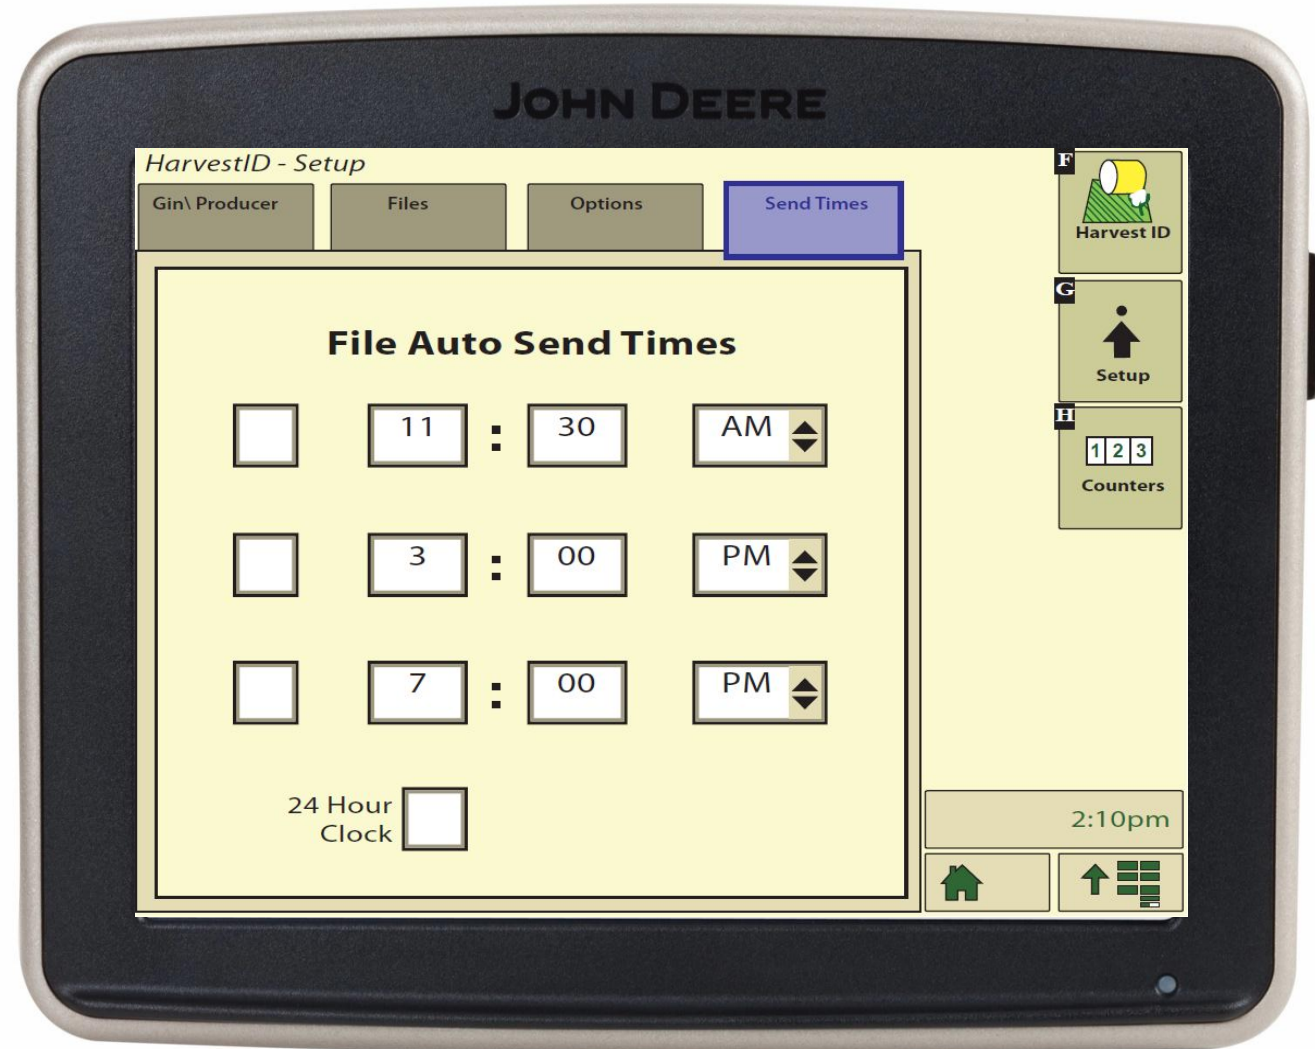 JOHN DEERE
HarvestID - Setup
Gin\ Producer
Files
Options
Send Times
File Auto Send Times
11 : 30 AM
3 : 00 PM
7 : 00 PM
24 Hour
Clock
F
Harvest ID
G
Setup
H
1 2 3
Counters
2:10pm